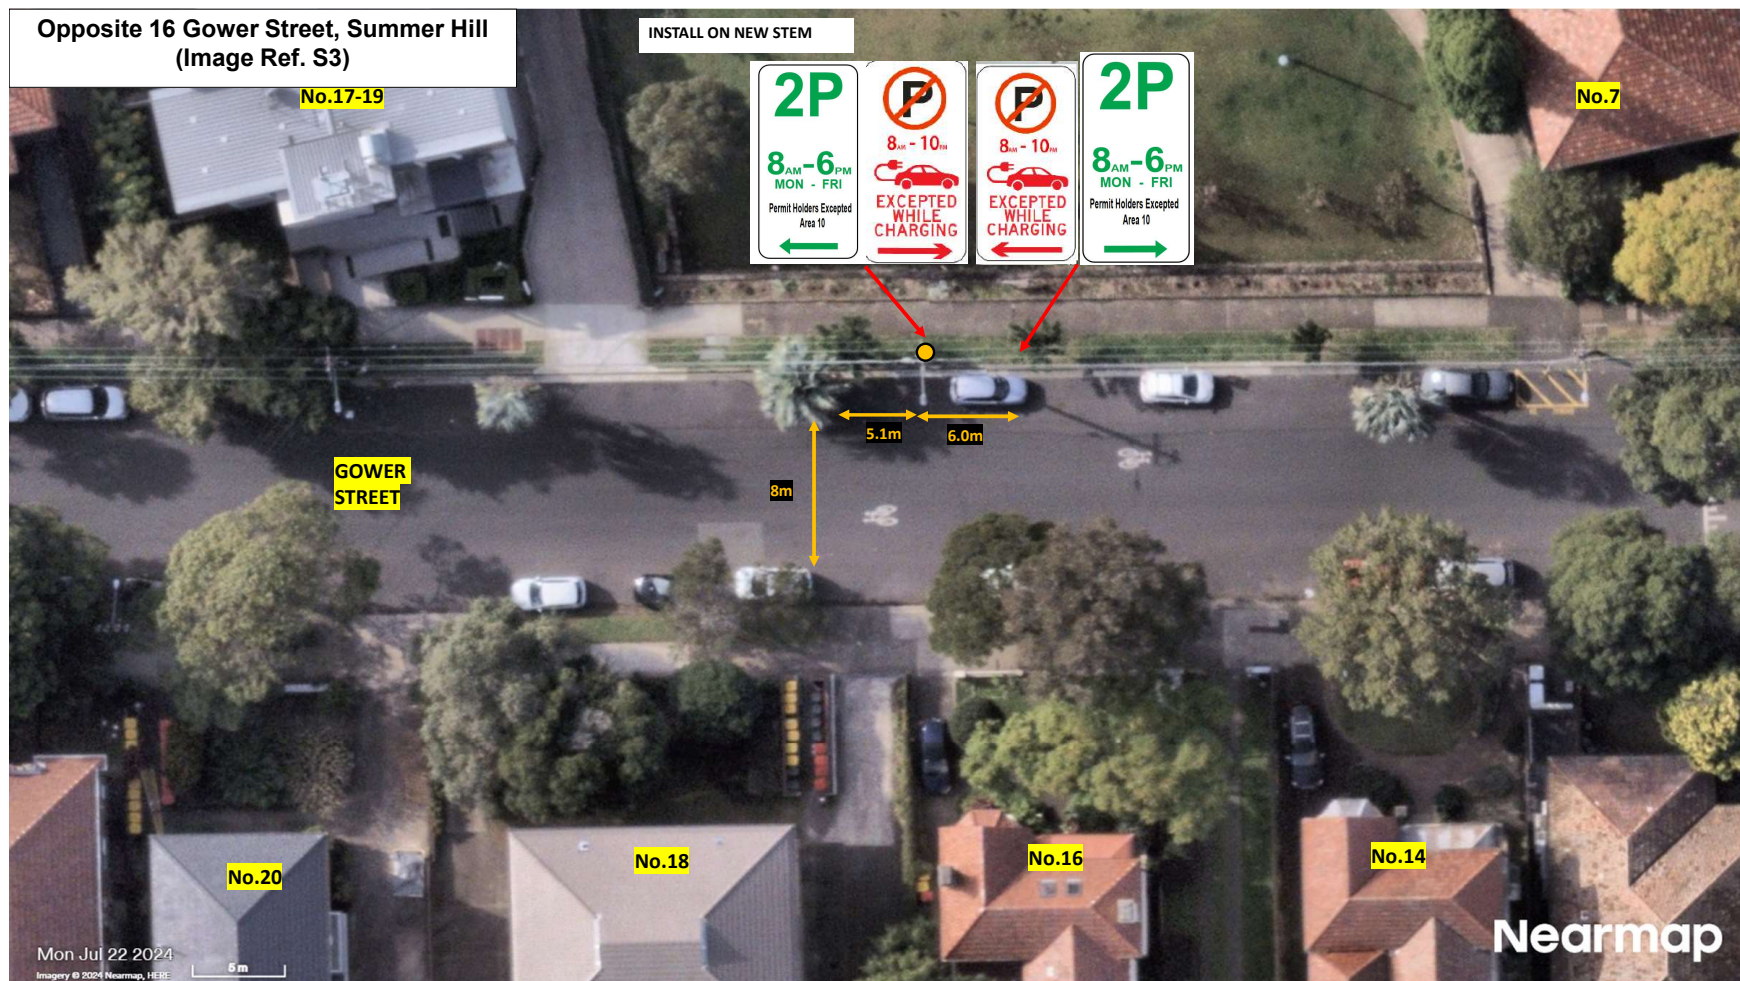 Opposite 16 Gower Street, Summer Hill
(Image Ref. S3)
INSTALL ON NEW STEM
No.17-19
No.7
2P
8AM-6PM
MON - FRI
Permit Holders Excepted
Area 10
P
8AM - 10PM
EXCEPTED
WHILE
CHARGING
P
8AM - 10PM
EXCEPTED
WHILE
CHARGING
2P
8AM-6PM
MON - FRI
Permit Holders Excepted
Area 10
5.1m
6.0m
8m
GOWER
STREET
No.20
No.18
No.16
No.14
Mon Jul 22 2024
Imagery © 2024 Nearmap, HERE
5 m
Nearmap